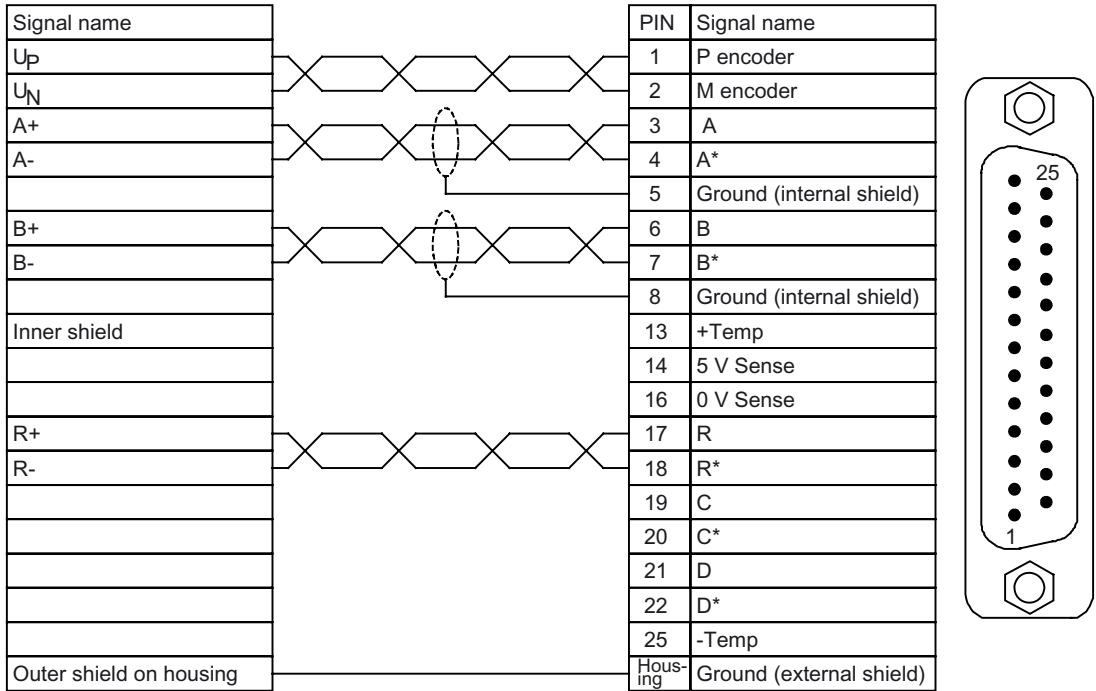 Signal name PIN Signal name
UP 1 P encoder
UN 2 M encoder
A+ 3 A
A- 4 A*
5 Ground (internal shield)
B+ 6 B
B- 7 B*
8 Ground (internal shield)
Inner shield 13 +Temp
14 5 V Sense
16 0 V Sense
R+ 17 R
R- 18 R*
19 C
20 C*
21 D
22 D*
25 -Temp
Outer shield on housing Hous-
ing Ground (external shield)
25
1